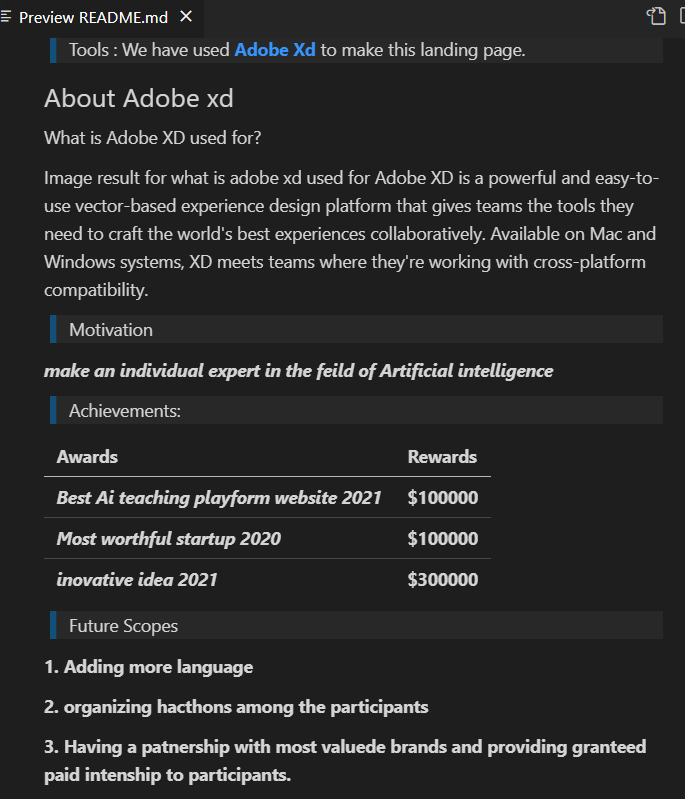 Preview README.md
Tools : We have used Adobe Xd to make this landing page.
About Adobe xd
What is Adobe XD used for?
Image result for what is adobe xd used for Adobe XD is a powerful and easy-to-
use vector-based experience design platform that gives teams the tools they
need to craft the world's best experiences collaboratively. Available on Mac and
Windows systems, XD meets teams where they're working with cross-platform
compatibility.
Motivation
make an individual expert in the feild of Artificial intelligence
Achievements:
Awards Rewards
Best Ai teaching playform website 2021 $100000
Most worthful startup 2020 $100000
inovative idea 2021 $300000
Future Scopes
1. Adding more language
2. organizing hacthons among the participants
3. Having a patnership with most valuede brands and providing granteed
paid intenship to participants.